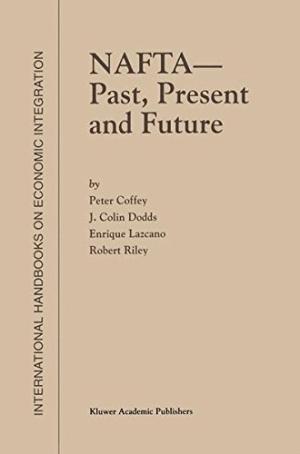 INTERNATIONAL HANDBOOKS ON ECONOMIC INTEGRATION
NAFTA—
Past, Present
and Future
by
Peter Coffey
J. Colin Dodds
Enrique Lazcano
Robert Riley
Kluwer Academic Publishers